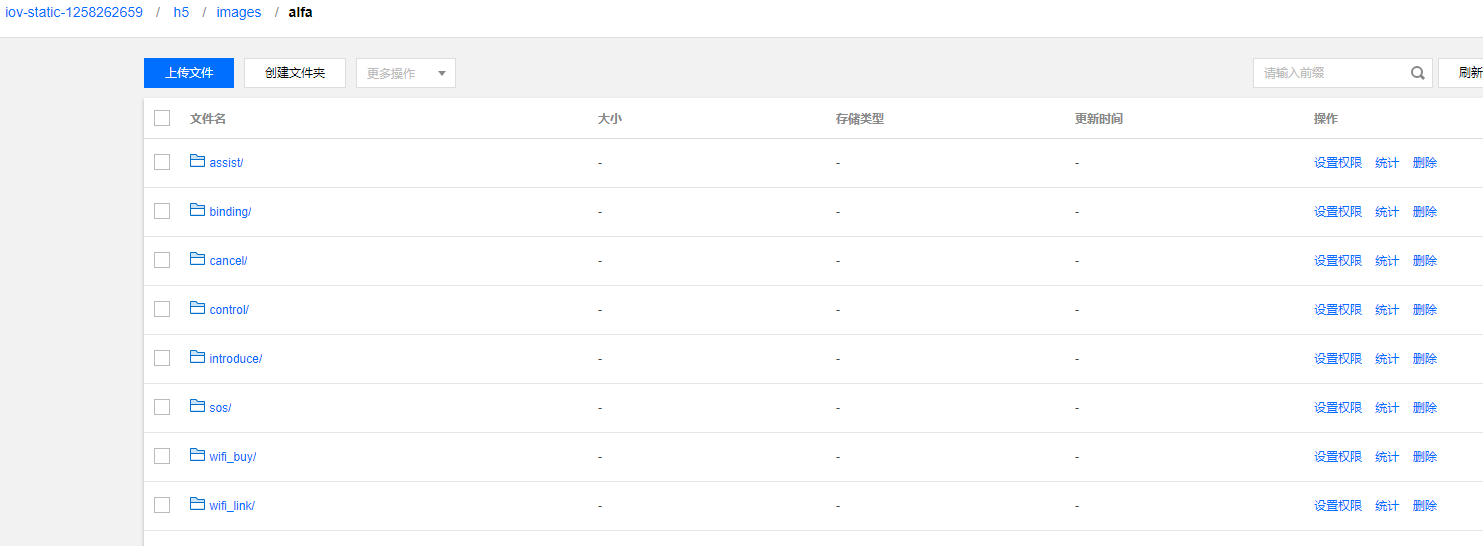 iov-static-1258262659 / h5 / images / alfa
上传文件 创建文件夹 更多操作 请输入前缀 刷新
文件名 大小 存储类型 更新时间 操作
assist/ - - - 设置权限 统计 删除
binding/ - - - 设置权限 统计 删除
cancel/ - - - 设置权限 统计 删除
control/ - - - 设置权限 统计 删除
introduce/ - - - 设置权限 统计 删除
sos/ - - - 设置权限 统计 删除
wifi_buy/ - - - 设置权限 统计 删除
wifi_link/ - - - 设置权限 统计 删除